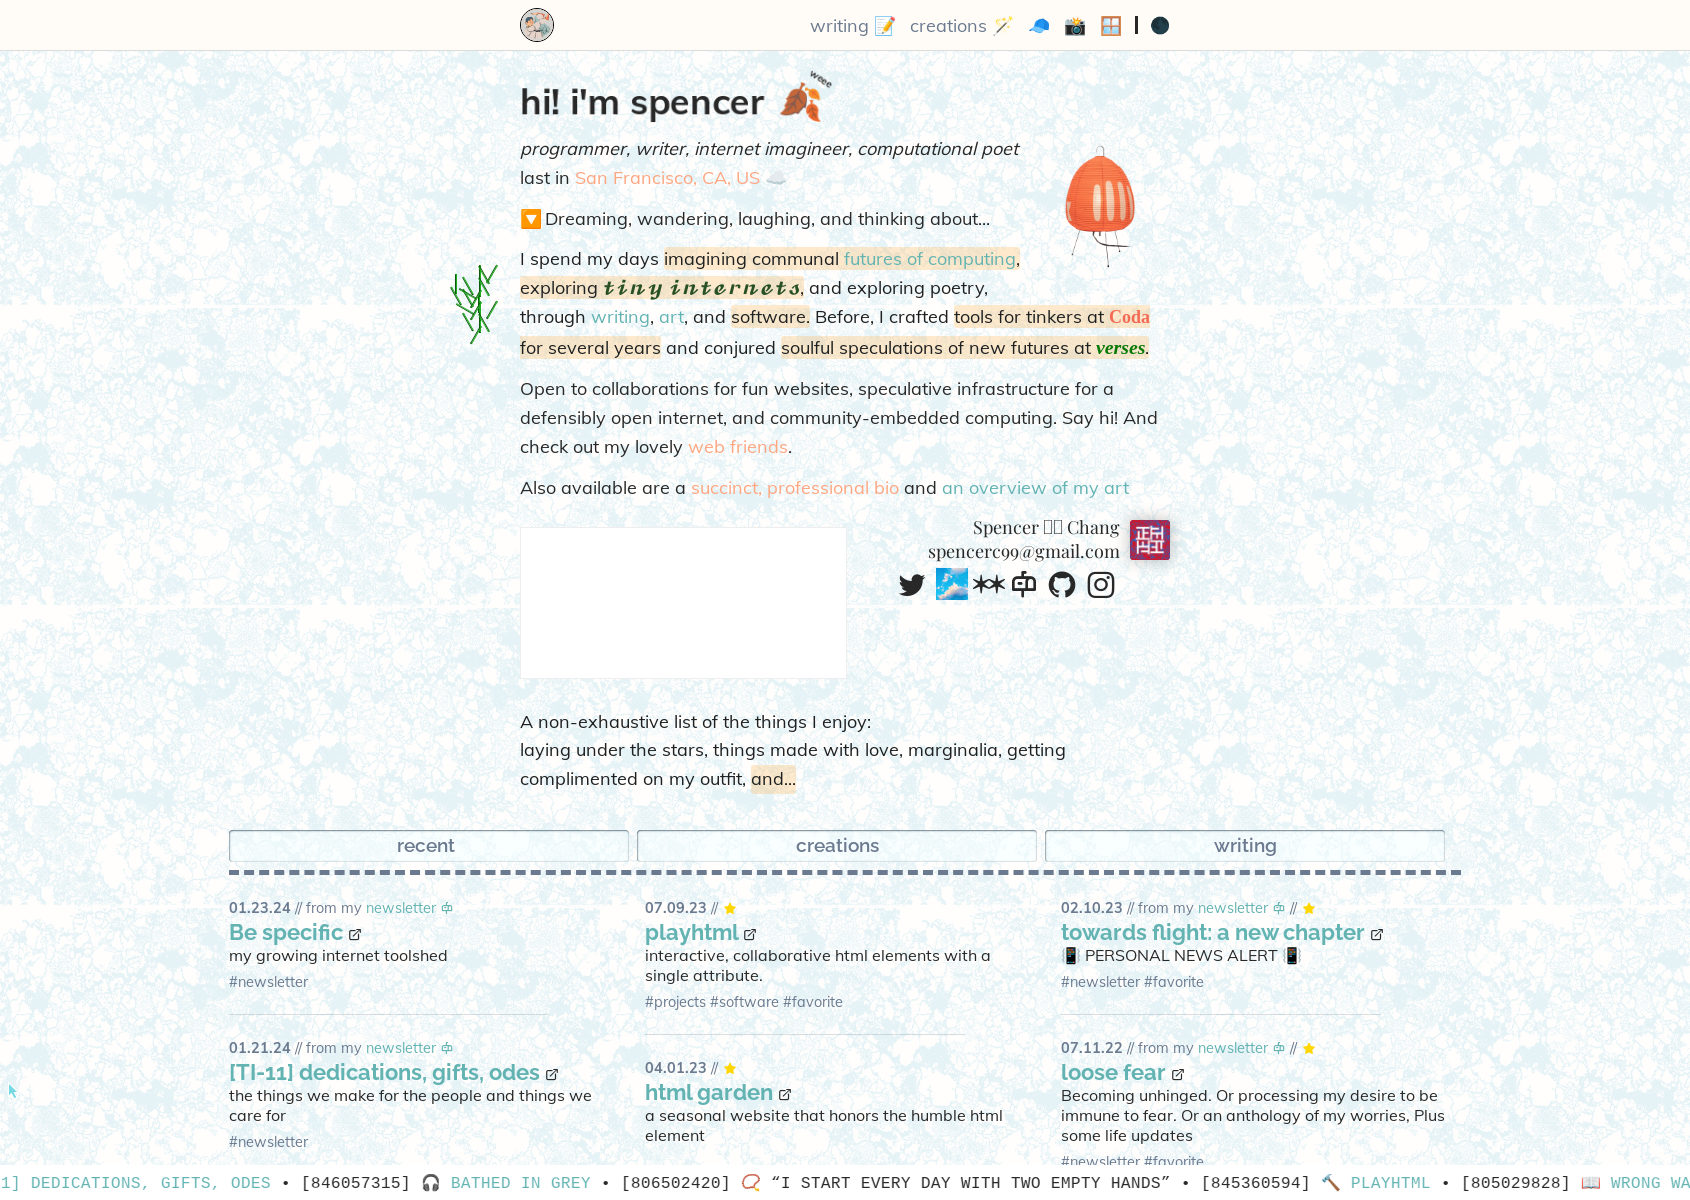 writing 📝 creations 🪄 🧢 📸 🪟 | 🌑
weee
hi! i'm spencer 🍂
programmer, writer, internet imagineer, computational poet
last in San Francisco, CA, US ☁️
🔽 Dreaming, wandering, laughing, and thinking about...
I spend my days imagining communal futures of computing,
exploring tiny internets, and exploring poetry,
through writing, art, and software. Before, I crafted tools for tinkers at Coda
for several years and conjured soulful speculations of new futures at verses.
Open to collaborations for fun websites, speculative infrastructure for a
defensibly open internet, and community-embedded computing. Say hi! And
check out my lovely web friends.
Also available are a succinct, professional bio and an overview of my art
Spencer Chang
spencerc99@gmail.com
A non-exhaustive list of the things I enjoy:
laying under the stars, things made with love, marginalia, getting
complimented on my outfit, and...
recent
creations
writing
01.23.24 // from my newsletter
Be specific
my growing internet toolshed
#newsletter
01.21.24 // from my newsletter
[TI-11] dedications, gifts, odes
the things we make for the people and things we
care for
#newsletter
07.09.23 // ⭐
playhtml
interactive, collaborative html elements with a
single attribute.
#projects #software #favorite
04.01.23 // ⭐
html garden
a seasonal website that honors the humble html
element
02.10.23 // from my newsletter // ⭐
towards flight: a new chapter
📳 PERSONAL NEWS ALERT 📳
#newsletter #favorite
07.11.22 // from my newsletter // ⭐
loose fear
Becoming unhinged. Or processing my desire to be
immune to fear. Or an anthology of my worries, Plus
some life updates
#newsletter #favorite
1] DEDICATIONS, GIFTS, ODES • [846057315] 🎧 BATHED IN GREY • [806502420] 📿 “I START EVERY DAY WITH TWO EMPTY HANDS” • [845360594] 🔨 PLAYHTML • [805029828] 📖 WRONG WA